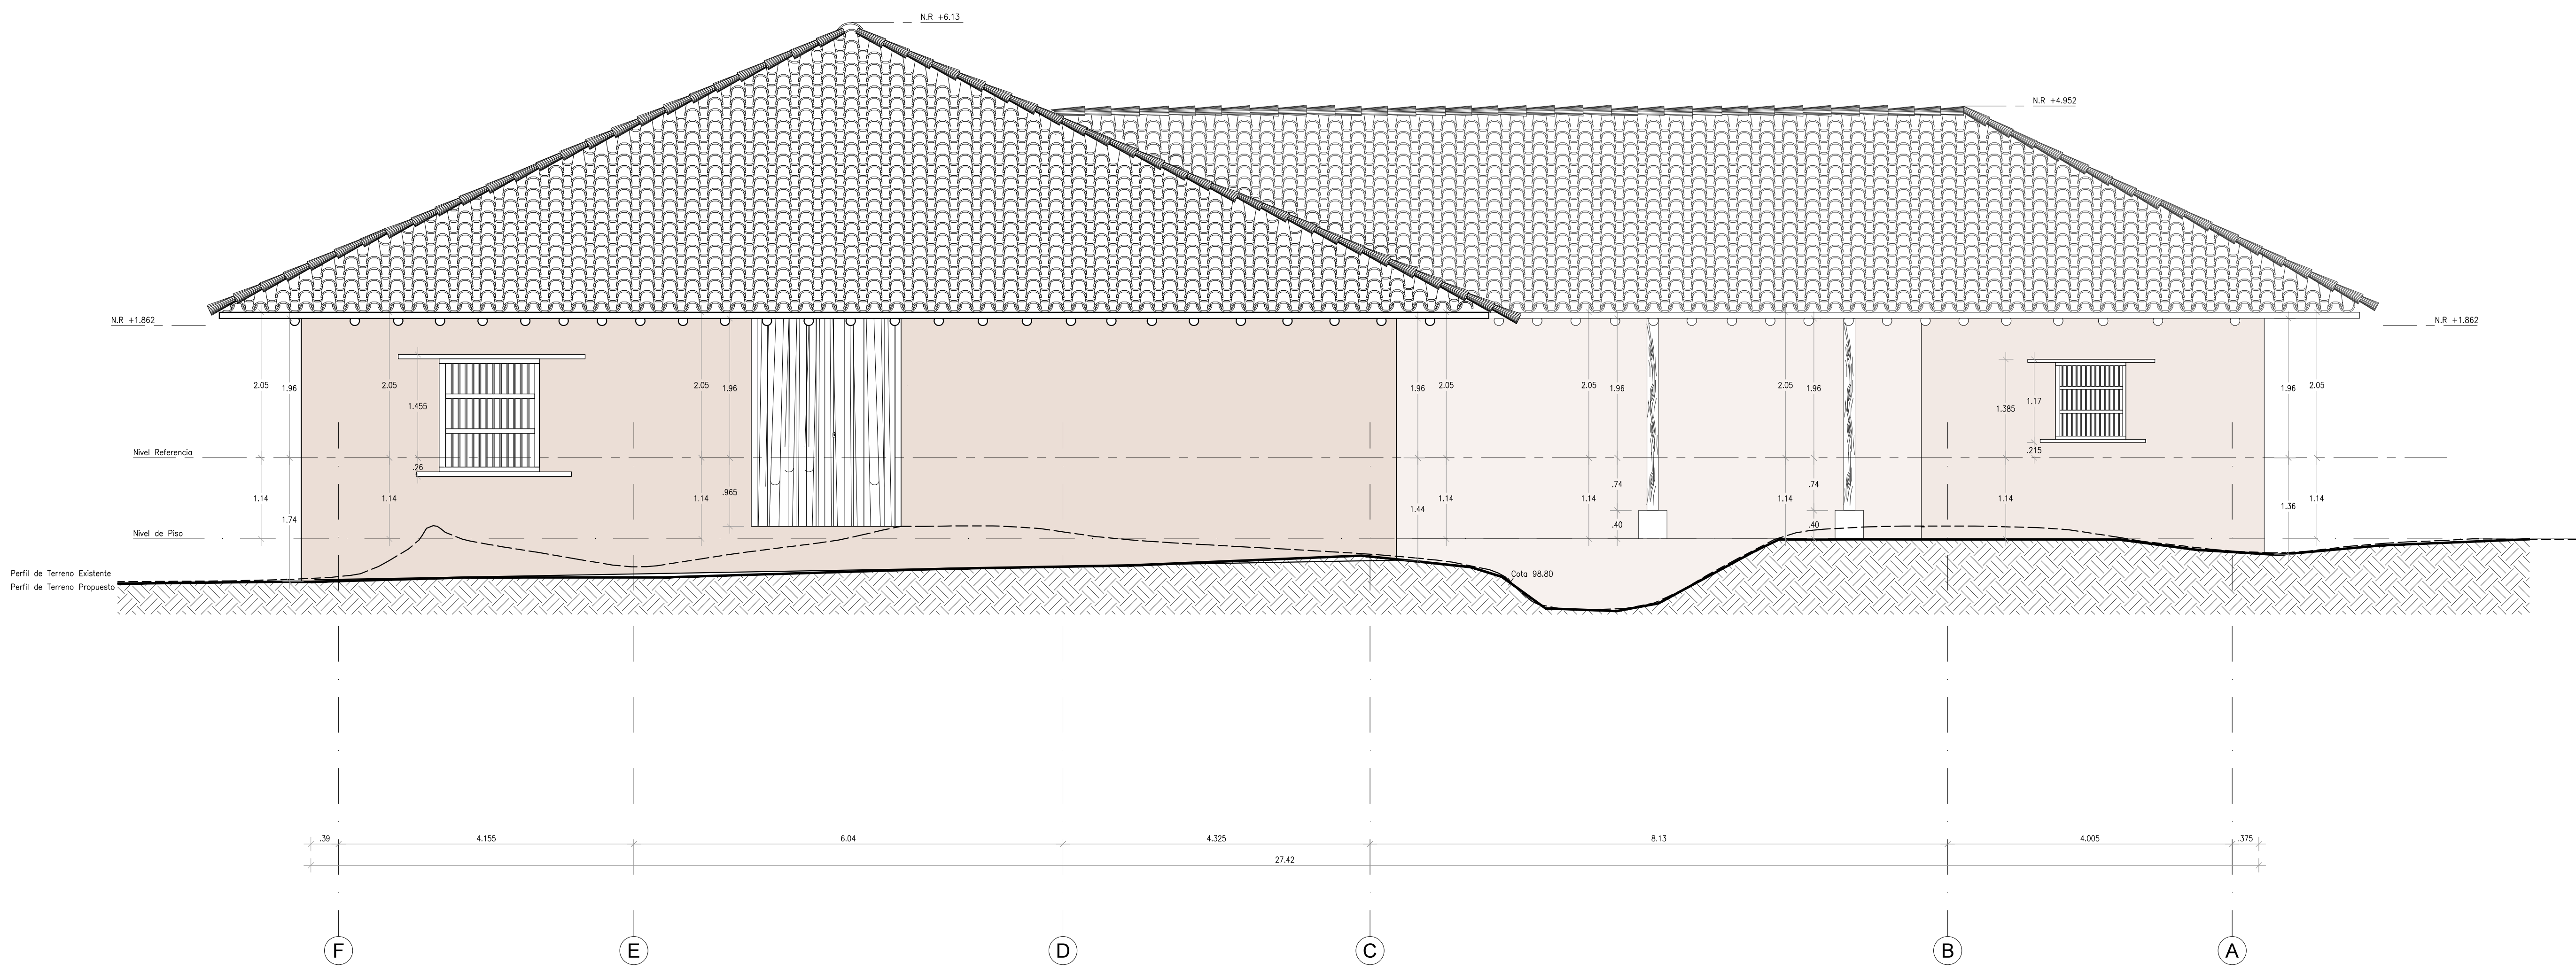 N.R +6.13
N.R +4.952
N.R +1.862
N.R +1.862
2.05
1.96
2.05
1.455
2.05
1.96
1.96
2.05
2.05
1.96
2.05
1.96
1.385
1.17
1.96
2.05
Nivel Referencia
.26
.215
1.14
1.74
1.14
1.14
.965
1.44
1.14
1.14
.74
.40
1.14
.74
.40
1.14
1.36
1.14
Nivel de Piso
Perfil de Terreno Existente
Perfil de Terreno Propuesto
Cota 98.80
.39
4.155
6.04
4.325
8.13
4.005
.375
27.42
F
E
D
C
B
A